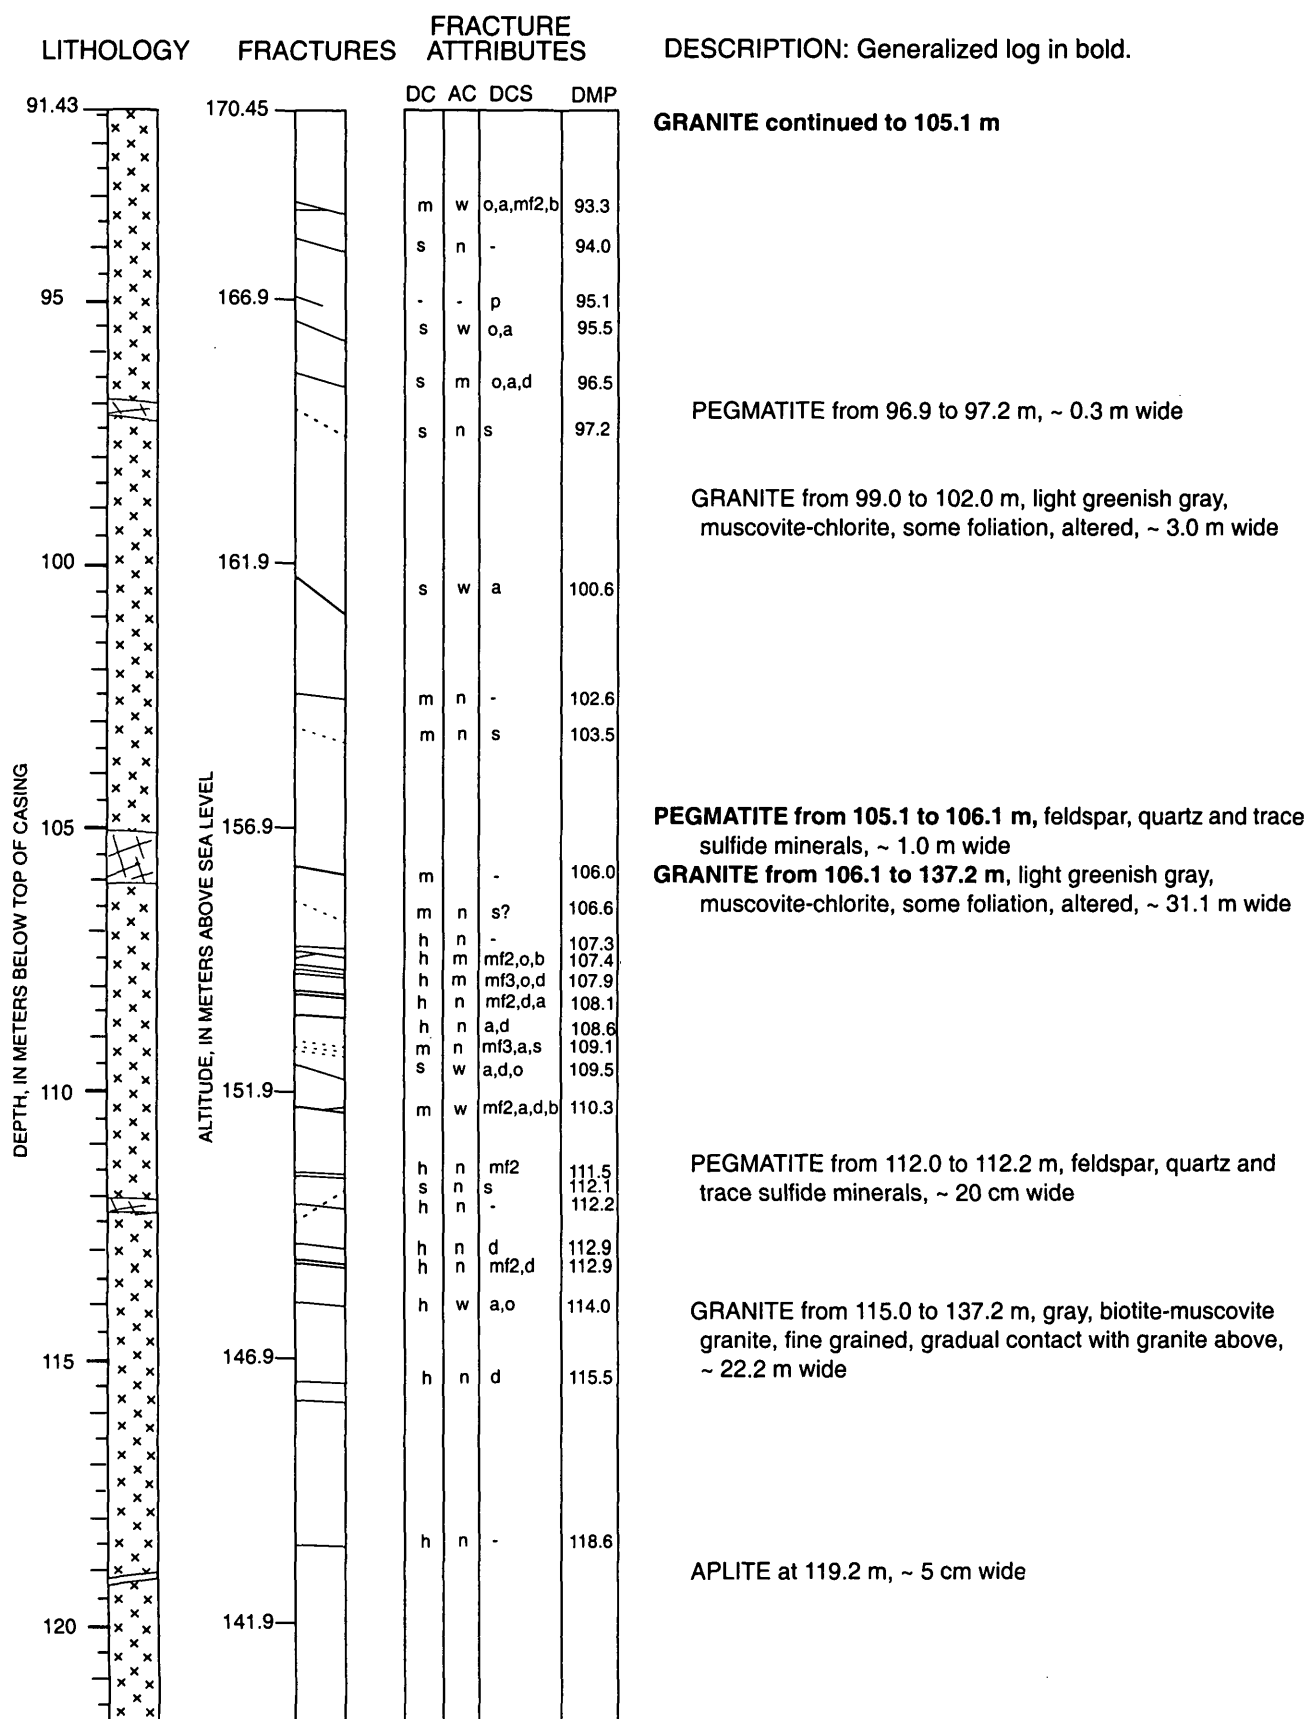 LITHOLOGY FRACTURES FRACTURE ATTRIBUTES DESCRIPTION: Generalized log in bold.
DC AC DCS DMP
91.43 170.45 GRANITE continued to 105.1 m
m w o,a,mf2,b 93.3
s n - 94.0
95 166.9 - - p 95.1
s w o,a 95.5
s m o,a,d 96.5
PEGMATITE from 96.9 to 97.2 m, ~ 0.3 m wide
s n s 97.2
GRANITE from 99.0 to 102.0 m, light greenish gray,
muscovite-chlorite, some foliation, altered, ~ 3.0 m wide
100 161.9
s w a 100.6
m n - 102.6
m n s 103.5
DEPTH, IN METERS BELOW TOP OF CASING
ALTITUDE, IN METERS ABOVE SEA LEVEL
105 156.9
PEGMATITE from 105.1 to 106.1 m, feldspar, quartz and trace
sulfide minerals, ~ 1.0 m wide
m - 106.0
GRANITE from 106.1 to 137.2 m, light greenish gray,
muscovite-chlorite, some foliation, altered, ~ 31.1 m wide
m n s? 106.6
h n - 107.3
h m mf2,o,b 107.4
h m mf3,o,d 107.9
h n mf2,d,a 108.1
h n a,d 108.6
m n mf3,a,s 109.1
s w a,d,o 109.5
110 151.9
m w mf2,a,d,b 110.3
PEGMATITE from 112.0 to 112.2 m, feldspar, quartz and
trace sulfide minerals, ~ 20 cm wide
h n mf2 111.5
s n s 112.1
h n - 112.2
h n d 112.9
h n mf2,d 112.9
h w a,o 114.0
GRANITE from 115.0 to 137.2 m, gray, biotite-muscovite
granite, fine grained, gradual contact with granite above,
~ 22.2 m wide
115 146.9
h n d 115.5
h n - 118.6
APLITE at 119.2 m, ~ 5 cm wide
120 141.9